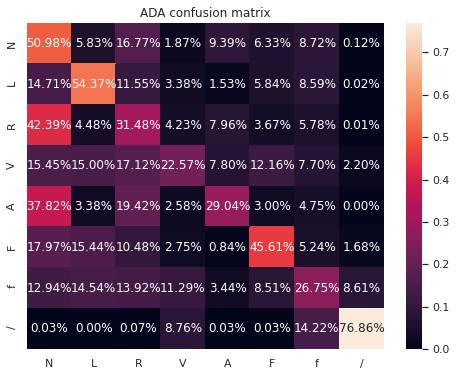 ADA confusion matrix
N 50.98% 5.83% 16.77% 1.87% 9.39% 6.33% 8.72% 0.12%
L 14.71% 54.37% 11.55% 3.38% 1.53% 5.84% 8.59% 0.02%
R 42.39% 4.48% 31.48% 4.23% 7.96% 3.67% 5.78% 0.01%
V 15.45% 15.00% 17.12% 22.57% 7.80% 12.16% 7.70% 2.20%
A 37.82% 3.38% 19.42% 2.58% 29.04% 3.00% 4.75% 0.00%
F 17.97% 15.44% 10.48% 2.75% 0.84% 45.61% 5.24% 1.68%
f 12.94% 14.54% 13.92% 11.29% 3.44% 8.51% 26.75% 8.61%
/ 0.03% 0.00% 0.07% 8.76% 0.03% 0.03% 14.22% 76.86%
N L R V A F f /
0.7
0.6
0.5
0.4
0.3
0.2
0.1
0.0